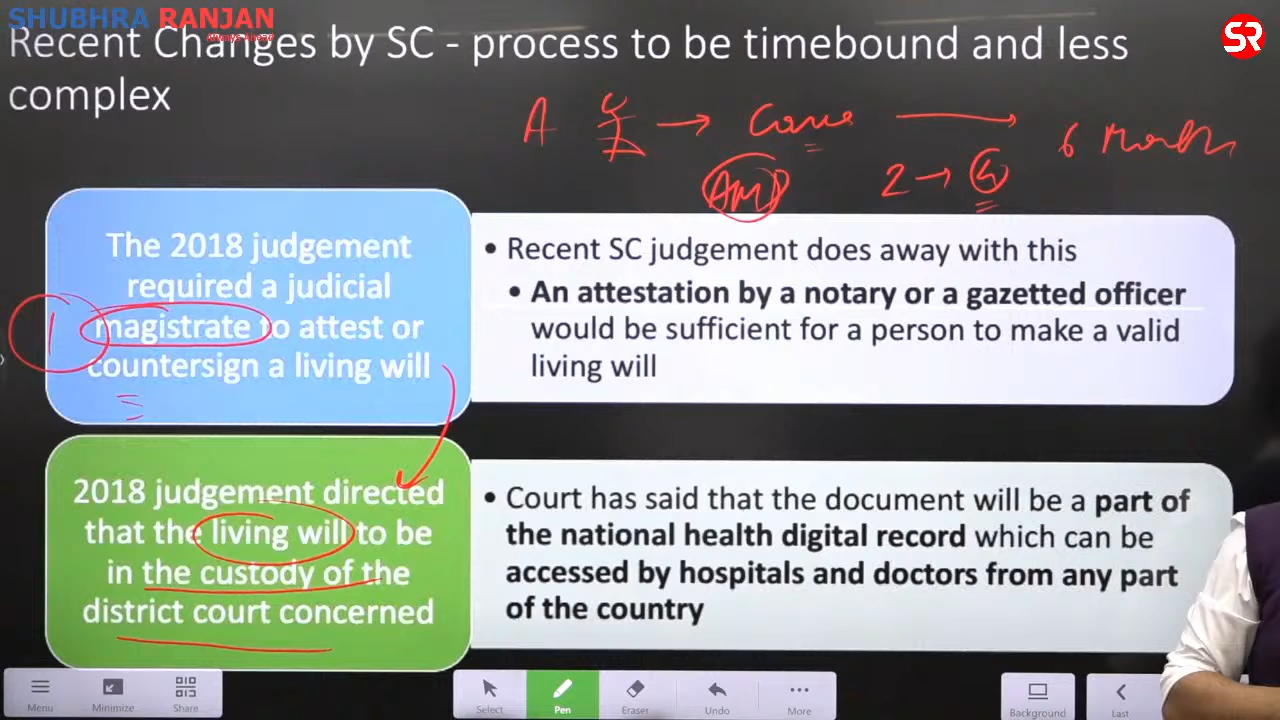 SHUBHRA RANJAN
Always Ahead
SR
Recent Changes by SC - process to be timebound and less
complex
A
6 Month
2 → 4
The 2018 judgement
required a judicial
magistrate to attest or
countersign a living will
1
• Recent SC judgement does away with this
• An attestation by a notary or a gazetted officer
would be sufficient for a person to make a valid
living will
2018 judgement directed
that the living will to be
in the custody of the
district court concerned
• Court has said that the document will be a part of
the national health digital record which can be
accessed by hospitals and doctors from any part
of the country
Menu
Minimize
Share
Select
Pen
Eraser
Undo
More
Background
Last